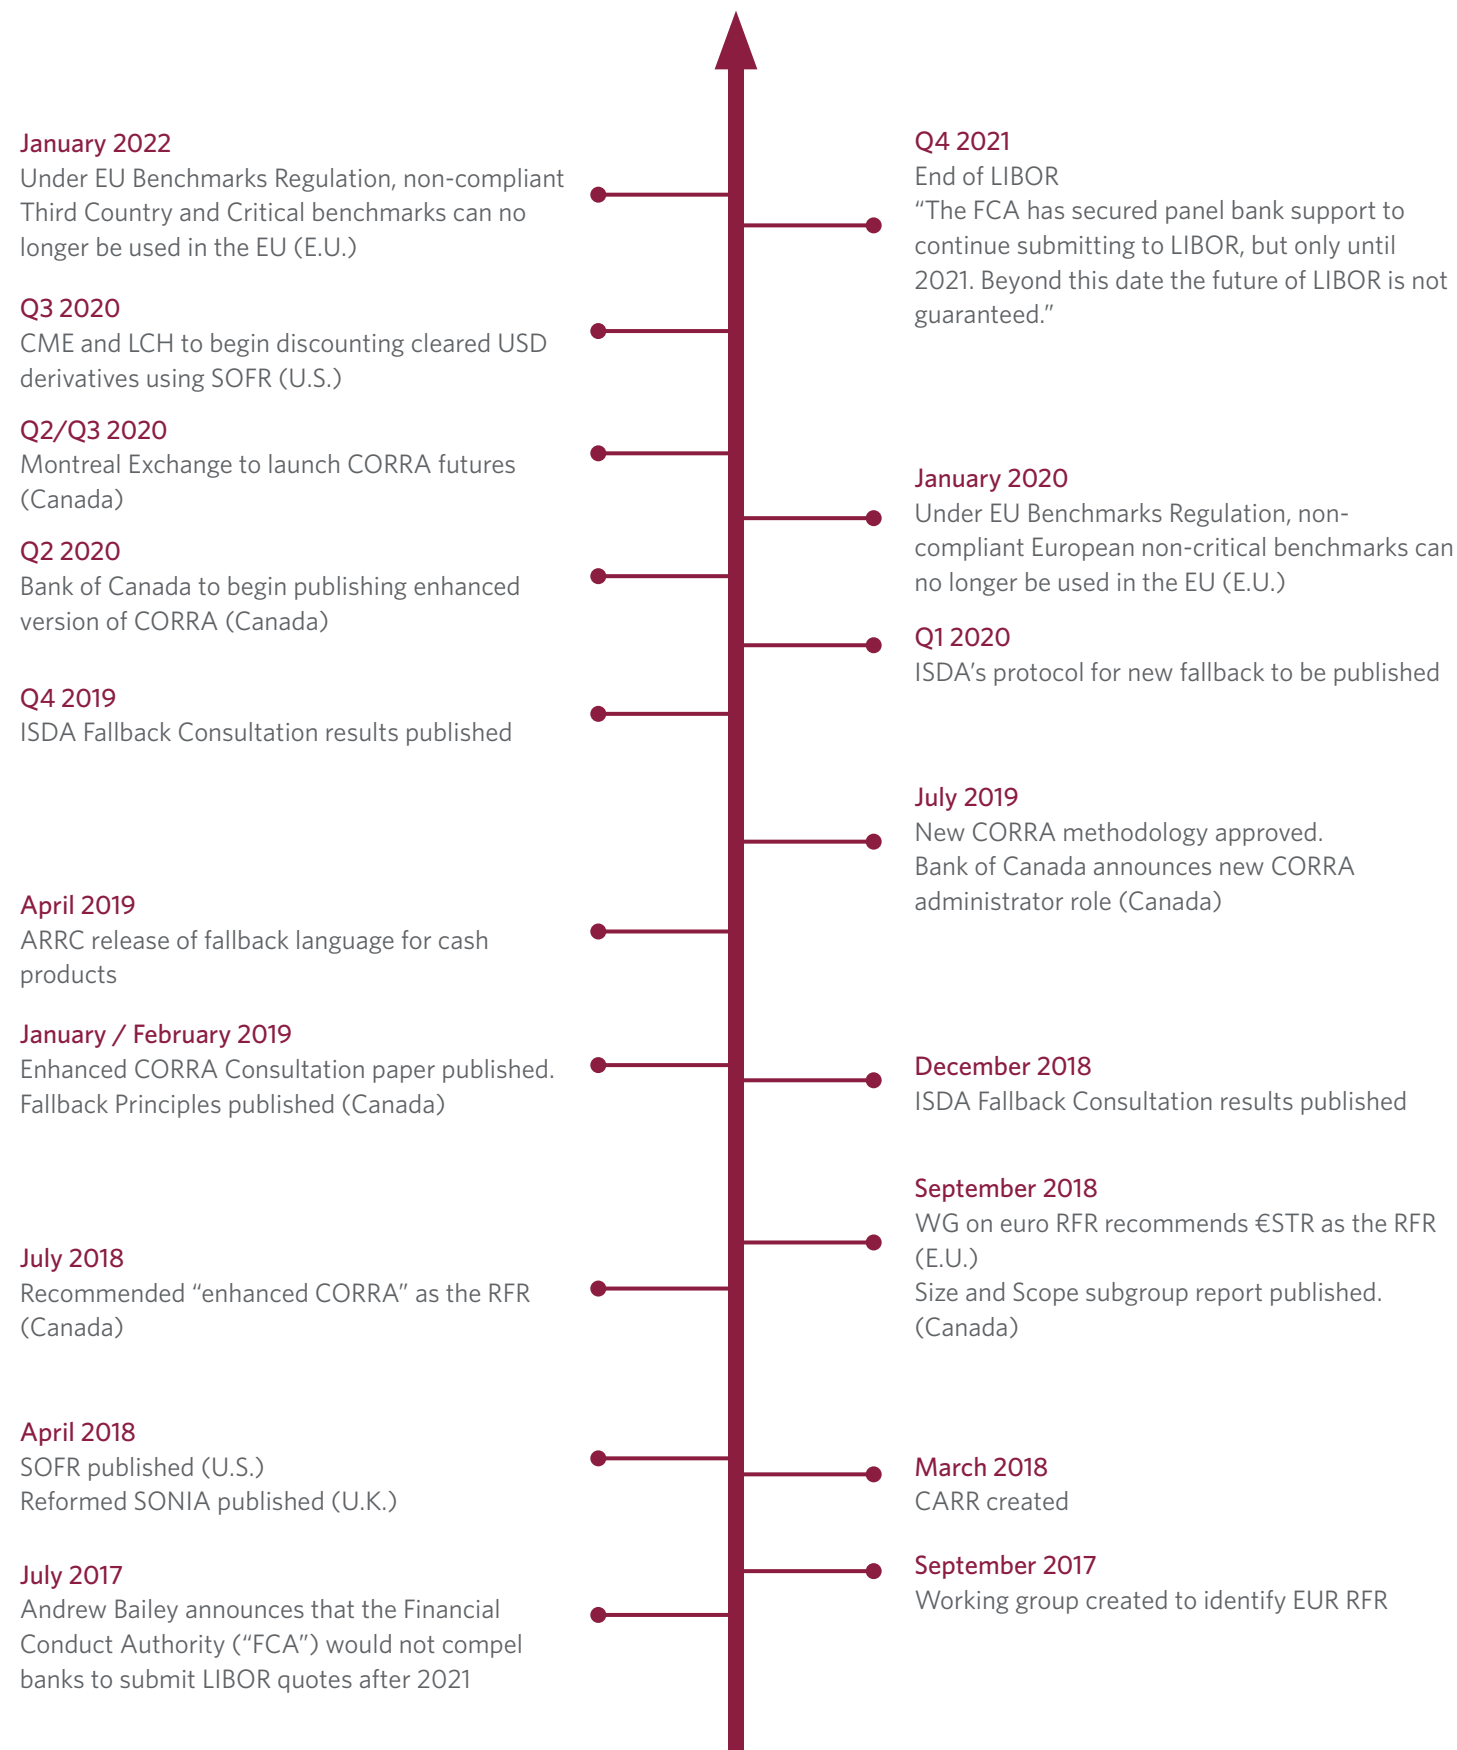 January 2022
Under EU Benchmarks Regulation, non-compliant
Third Country and Critical benchmarks can no
longer be used in the EU (E.U.)
Q3 2020
CME and LCH to begin discounting cleared USD
derivatives using SOFR (U.S.)
Q2/Q3 2020
Montreal Exchange to launch CORRA futures
(Canada)
Q2 2020
Bank of Canada to begin publishing enhanced
version of CORRA (Canada)
Q4 2019
ISDA Fallback Consultation results published
April 2019
ARRC release of fallback language for cash
products
January / February 2019
Enhanced CORRA Consultation paper published.
Fallback Principles published (Canada)
July 2018
Recommended “enhanced CORRA” as the RFR
(Canada)
April 2018
SOFR published (U.S.)
Reformed SONIA published (U.K.)
July 2017
Andrew Bailey announces that the Financial
Conduct Authority (“FCA”) would not compel
banks to submit LIBOR quotes after 2021
Q4 2021
End of LIBOR
“The FCA has secured panel bank support to
continue submitting to LIBOR, but only until
2021. Beyond this date the future of LIBOR is not
guaranteed.”
January 2020
Under EU Benchmarks Regulation, non-
compliant European non-critical benchmarks can
no longer be used in the EU (E.U.)
Q1 2020
ISDA’s protocol for new fallback to be published
July 2019
New CORRA methodology approved.
Bank of Canada announces new CORRA
administrator role (Canada)
December 2018
ISDA Fallback Consultation results published
September 2018
WG on euro RFR recommends €STR as the RFR
(E.U.)
Size and Scope subgroup report published.
(Canada)
March 2018
CARR created
September 2017
Working group created to identify EUR RFR